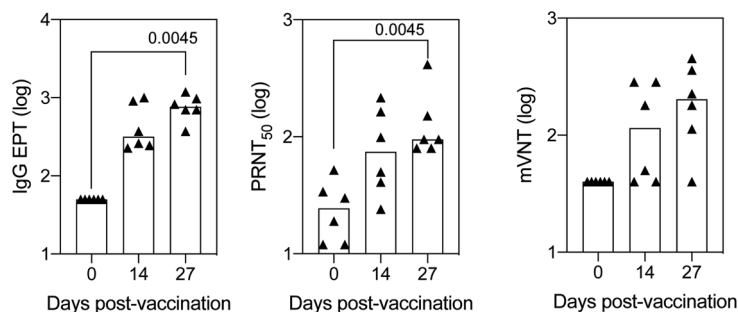 4
3
2
1
IgG EPT (log)
0.0045
0 14 27
Days post-vaccination
3
2
1
PRNT50 (log)
0.0045
0 14 27
Days post-vaccination
3
2
1
mVNT (log)
0 14 27
Days post-vaccination